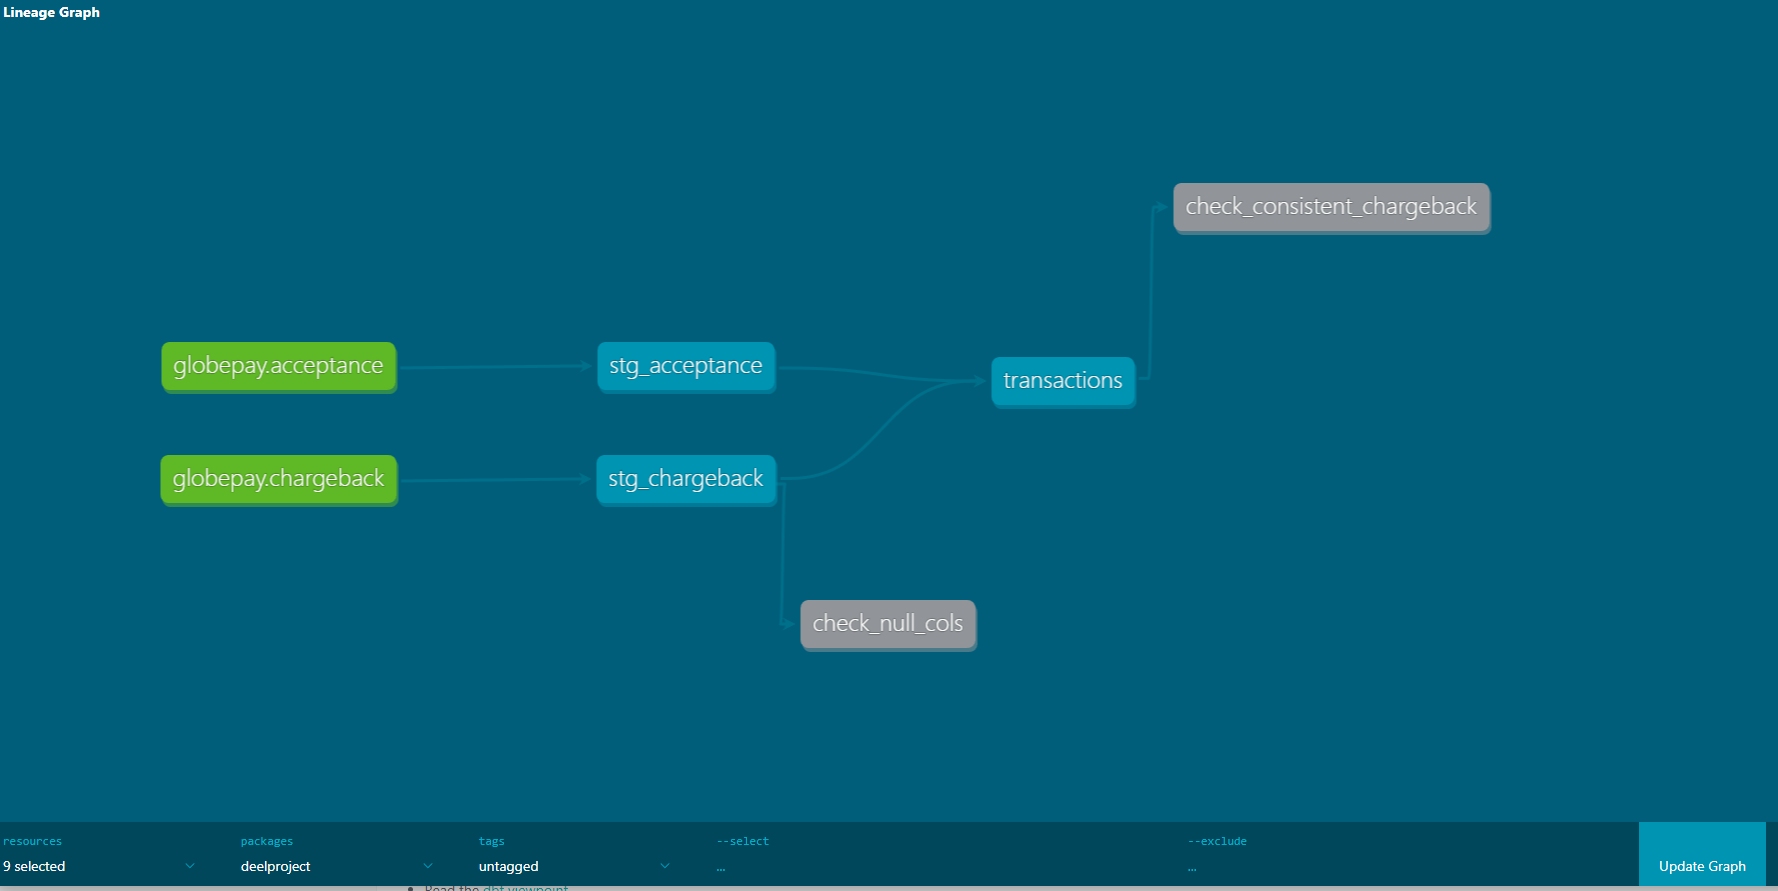 Lineage Graph
check_consistent_chargeback
globepay.acceptance
stg_acceptance
transactions
globepay.chargeback
stg_chargeback
check_null_cols
resources
packages
tags
--select
--exclude
9 selected
deelproject
untagged
...
...
Update Graph
Read the dbt viewpoint